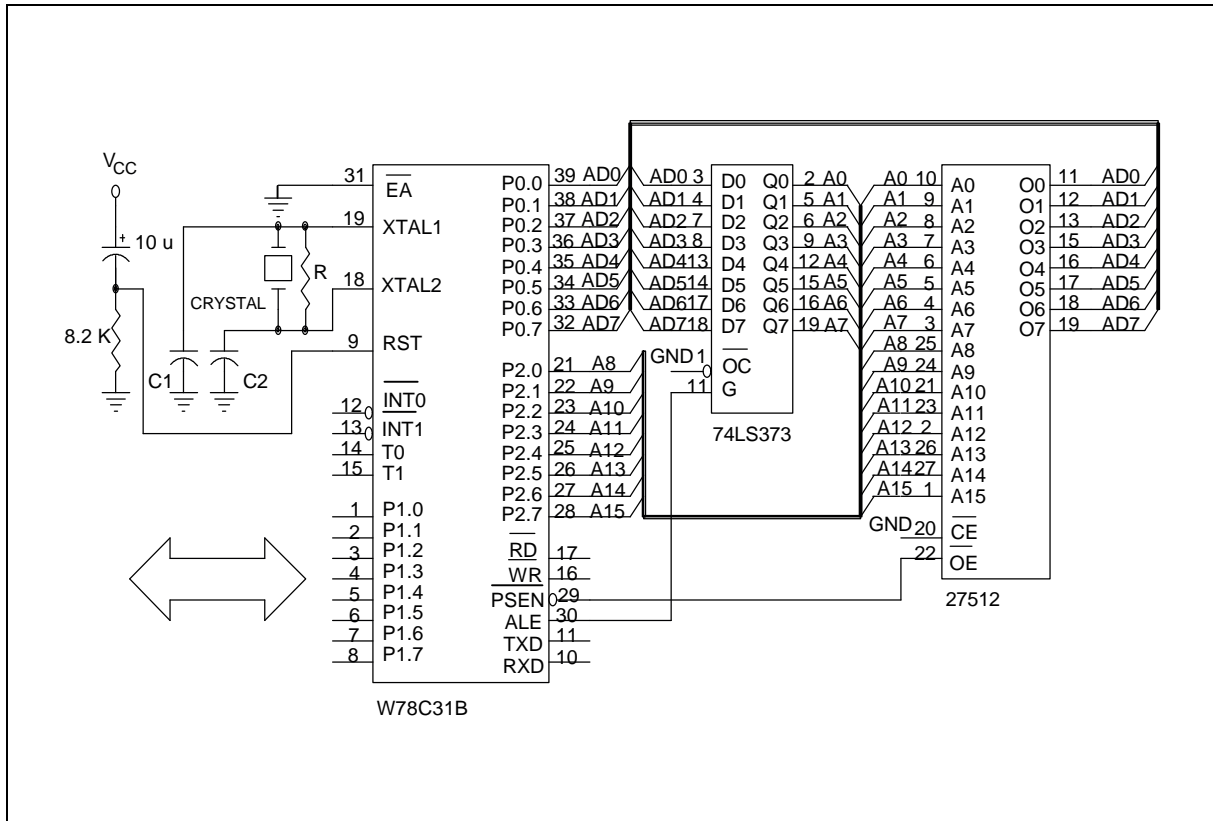 VCC
10 u
8.2 K
C1
C2
CRYSTAL
R
31 EA
19 XTAL1
18 XTAL2
9 RST
12 INT0
13 INT1
14 T0
15 T1
1 P1.0
2 P1.1
3 P1.2
4 P1.3
5 P1.4
6 P1.5
7 P1.6
8 P1.7
P0.0 39 AD0
P0.1 38 AD1
P0.2 37 AD2
P0.3 36 AD3
P0.4 35 AD4
P0.5 34 AD5
P0.6 33 AD6
P0.7 32 AD7
P2.0 21 A8
P2.1 22 A9
P2.2 23 A10
P2.3 24 A11
P2.4 25 A12
P2.5 26 A13
P2.6 27 A14
P2.7 28 A15
RD 17
WR 16
PSEN 29
ALE 30
TXD 11
RXD 10
W78C31B
AD0 3 D0 Q0 2 A0
AD1 4 D1 Q1 5 A1
AD2 7 D2 Q2 6 A2
AD3 8 D3 Q3 9 A3
AD4 13 D4 Q4 12 A4
AD5 14 D5 Q5 15 A5
AD6 17 D6 Q6 16 A6
AD7 18 D7 Q7 19 A7
GND 1 OC
11 G
74LS373
A0 10 A0 O0 11 AD0
A1 9 A1 O1 12 AD1
A2 8 A2 O2 13 AD2
A3 7 A3 O3 15 AD3
A4 6 A4 O4 16 AD4
A5 5 A5 O5 17 AD5
A6 4 A6 O6 18 AD6
A7 3 A7 O7 19 AD7
A8 25 A8
A9 24 A9
A10 21 A10
A11 23 A11
A12 2 A12
A13 26 A13
A14 27 A14
A15 1 A15
GND 20 CE
22 OE
27512